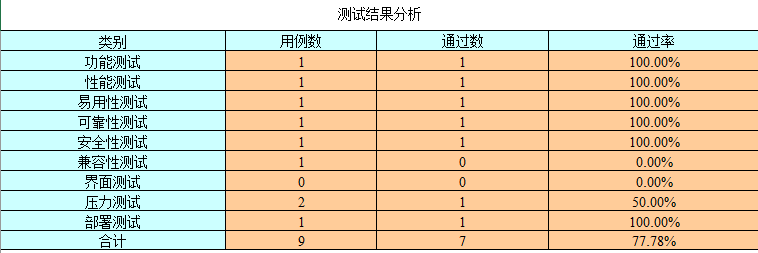 测试结果分析
类别 用例数 通过数 通过率
功能测试 1 1 100.00%
性能测试 1 1 100.00%
易用性测试 1 1 100.00%
可靠性测试 1 1 100.00%
安全性测试 1 1 100.00%
兼容性测试 1 0 0.00%
界面测试 0 0 0.00%
压力测试 2 1 50.00%
部署测试 1 1 100.00%
合计 9 7 77.78%